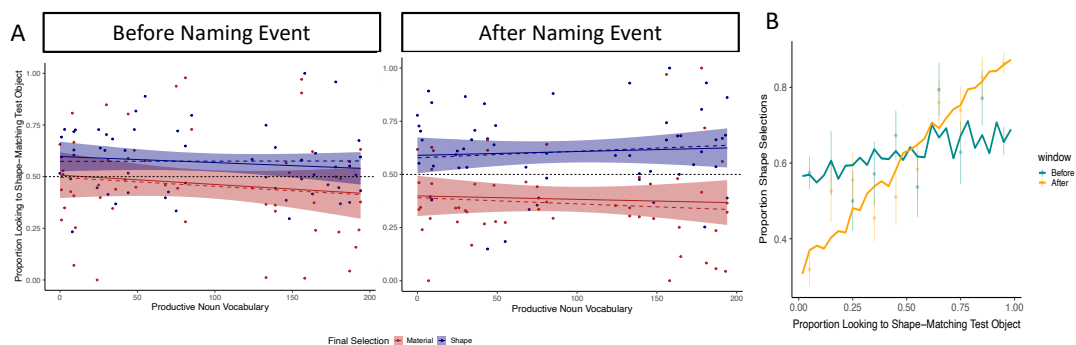 A
Before Naming Event
After Naming Event
B
Proportion Looking to Shape−Matching Test Object
1.00
0.75
0.50
0.25
0.00
0
50
100
150
200
Productive Noun Vocabulary
1.00
0.75
0.50
0.25
0.00
0
50
100
150
200
Productive Noun Vocabulary
Final Selection Material Shape
Proportion Shape Selections
0.8
0.6
0.4
0.00
0.25
0.50
0.75
1.00
Proportion Looking to Shape−Matching Test Object
window
Before
After